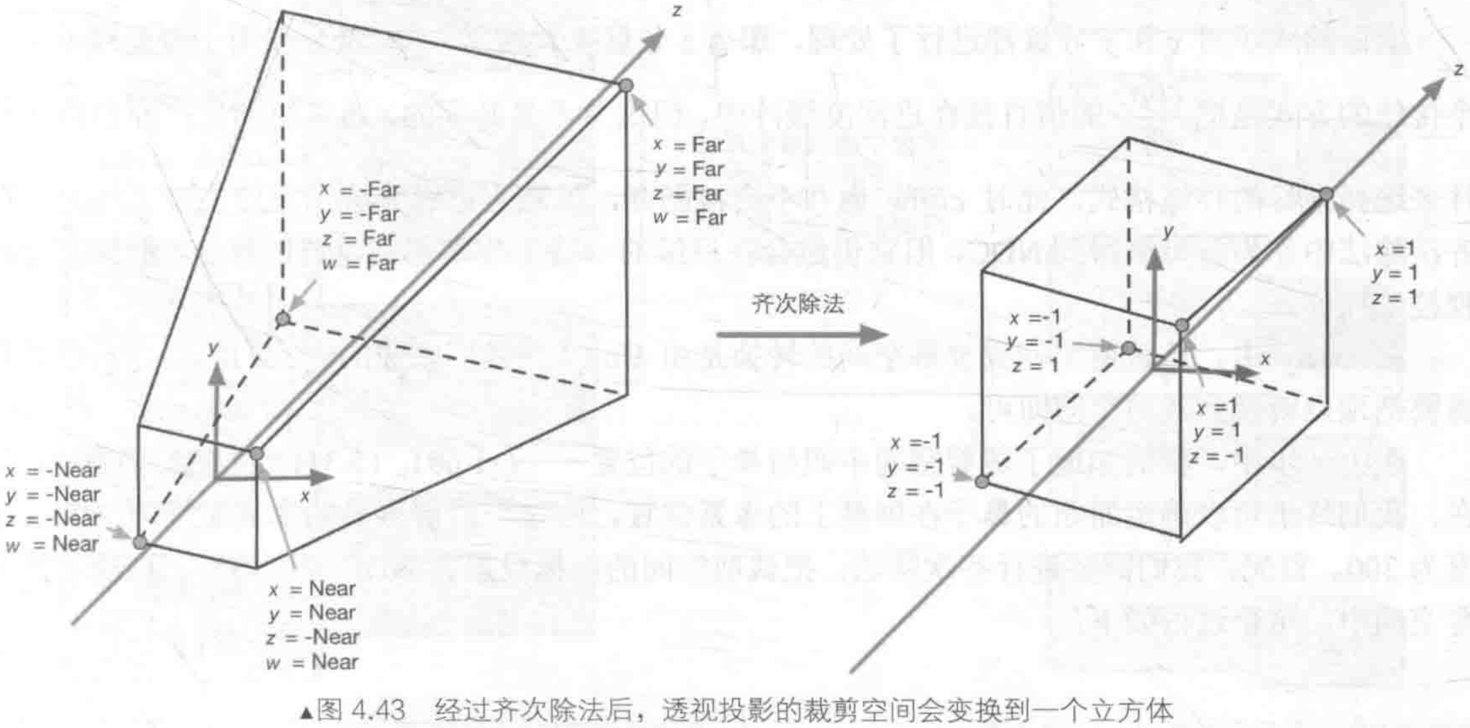 z
x = Far
y = Far
z = Far
w = Far
x = -Far
y = -Far
z = Far
w = Far
y
x
x = -Near
y = -Near
z = -Near
w = Near
x = Near
y = Near
z = -Near
w = Near
齐次除法
z
y
x
x=1
y = 1
z = 1
x =-1
y = -1
z = 1
x =-1
y = -1
z = -1
x =1
y = 1
z = -1
▲图 4.43 经过齐次除法后，透视投影的裁剪空间会变换到一个立方体